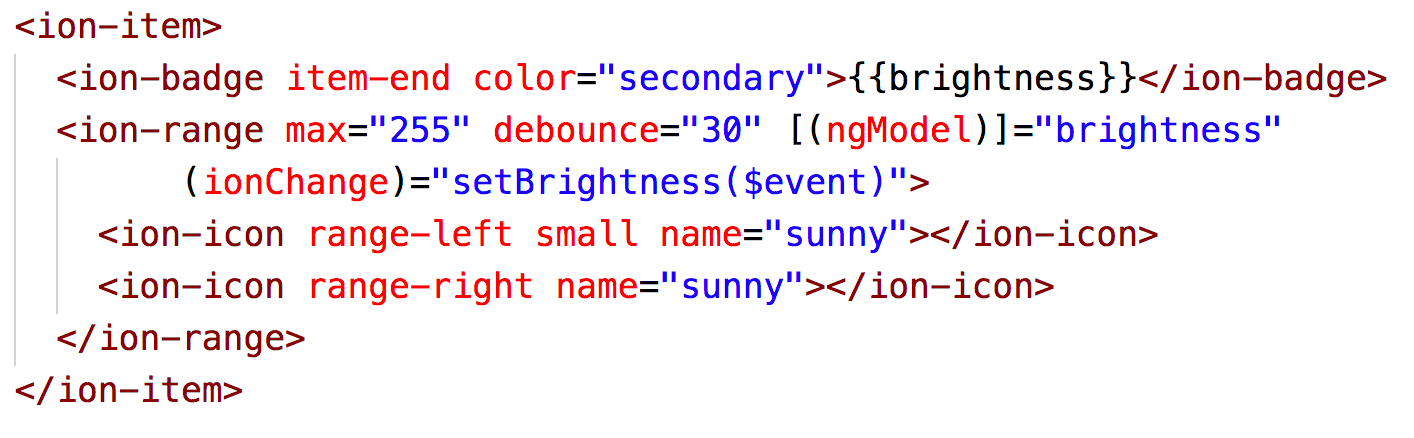 <ion-item>
  <ion-badge item-end color="secondary">{{brightness}}</ion-badge>
  <ion-range max="255" debounce="30" [(ngModel)]="brightness"
        (ionChange)="setBrightness($event)">
    <ion-icon range-left small name="sunny"></ion-icon>
    <ion-icon range-right name="sunny"></ion-icon>
  </ion-range>
</ion-item>